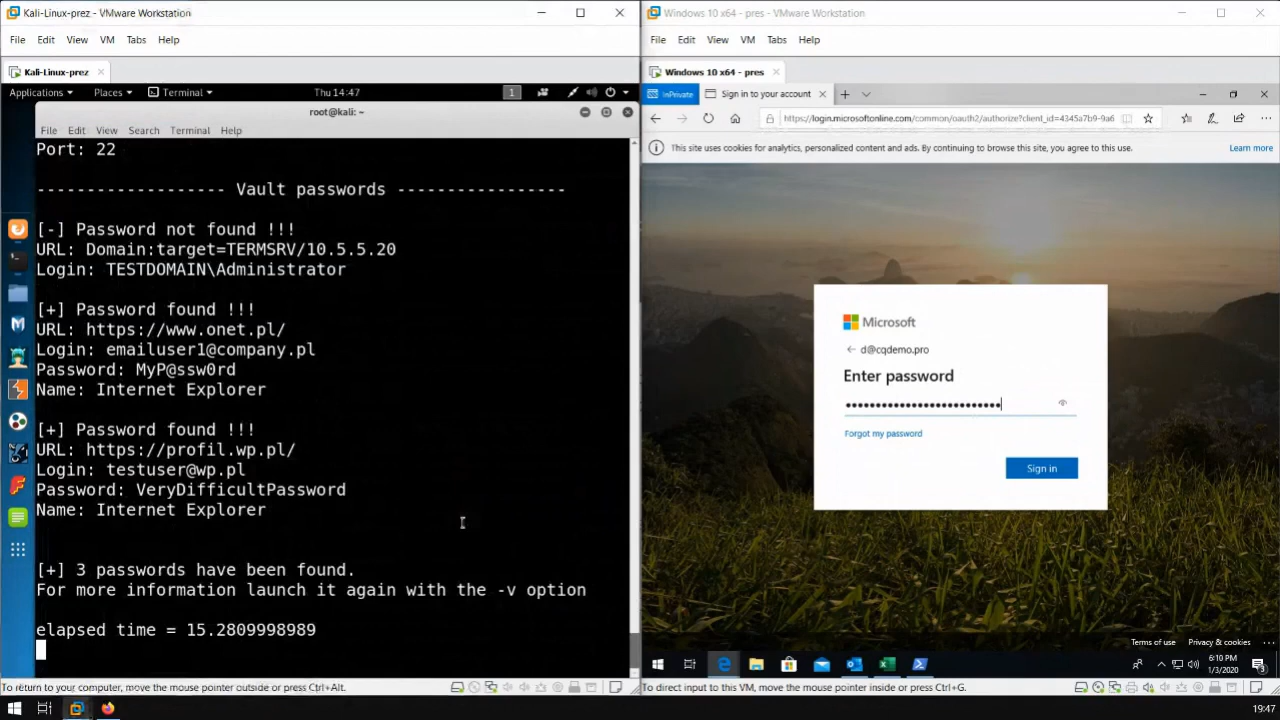 Kali-Linux-prez - VMware Workstation
File Edit View VM Tabs Help
Kali-Linux-prez
Applications Places Terminal Thu 14:47 1
root@kali: ~
File Edit View Search Terminal Help
Port: 22
------------------- Vault passwords -----------------
[-] Password not found !!!
URL: Domain:target=TERMSRV/10.5.5.20
Login: TESTDOMAIN\Administrator
[+] Password found !!!
URL: https://www.onet.pl/
Login: emailuser1@company.pl
Password: MyP@ssw0rd
Name: Internet Explorer
[+] Password found !!!
URL: https://profil.wp.pl/
Login: testuser@wp.pl
Password: VeryDifficultPassword
Name: Internet Explorer
[+] 3 passwords have been found.
For more information launch it again with the -v option
elapsed time = 15.2809998989
To return to your computer, move the mouse pointer outside or press Ctrl+Alt.
Windows 10 x64 - pres - VMware Workstation
File Edit View VM Tabs Help
Windows 10 x64 - pres
InPrivate Sign in to your account
https://login.microsoftonline.com/common/oauth2/authorize?client_id=4345a7b9-9a6
This site uses cookies for analytics, personalized content and ads. By continuing to browse this site, you agree to this use. Learn more
Microsoft
d@cqdemo.pro
Enter password
Forgot my password
Sign in
Terms of use Privacy & cookies
6:10 PM
1/3/2020
To direct input to this VM, move the mouse pointer inside or press Ctrl+G.
19:47